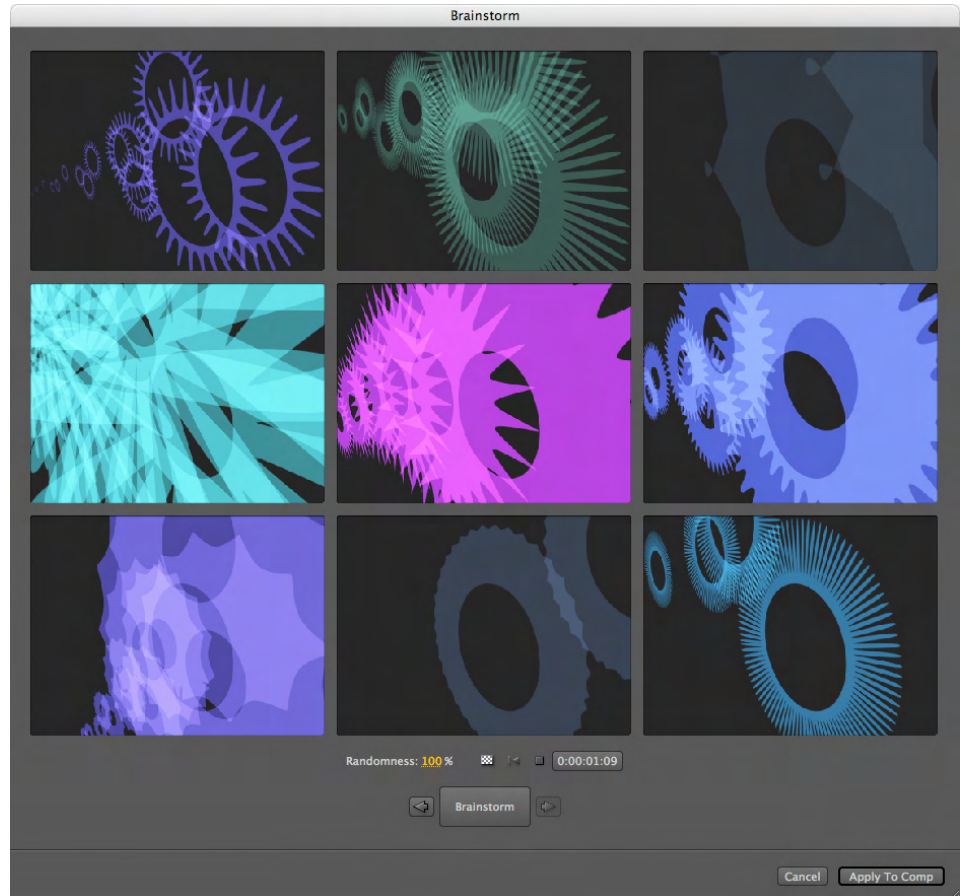 Brainstorm
Randomness: 100 %
0:00:01:09
Brainstorm
Cancel
Apply To Comp